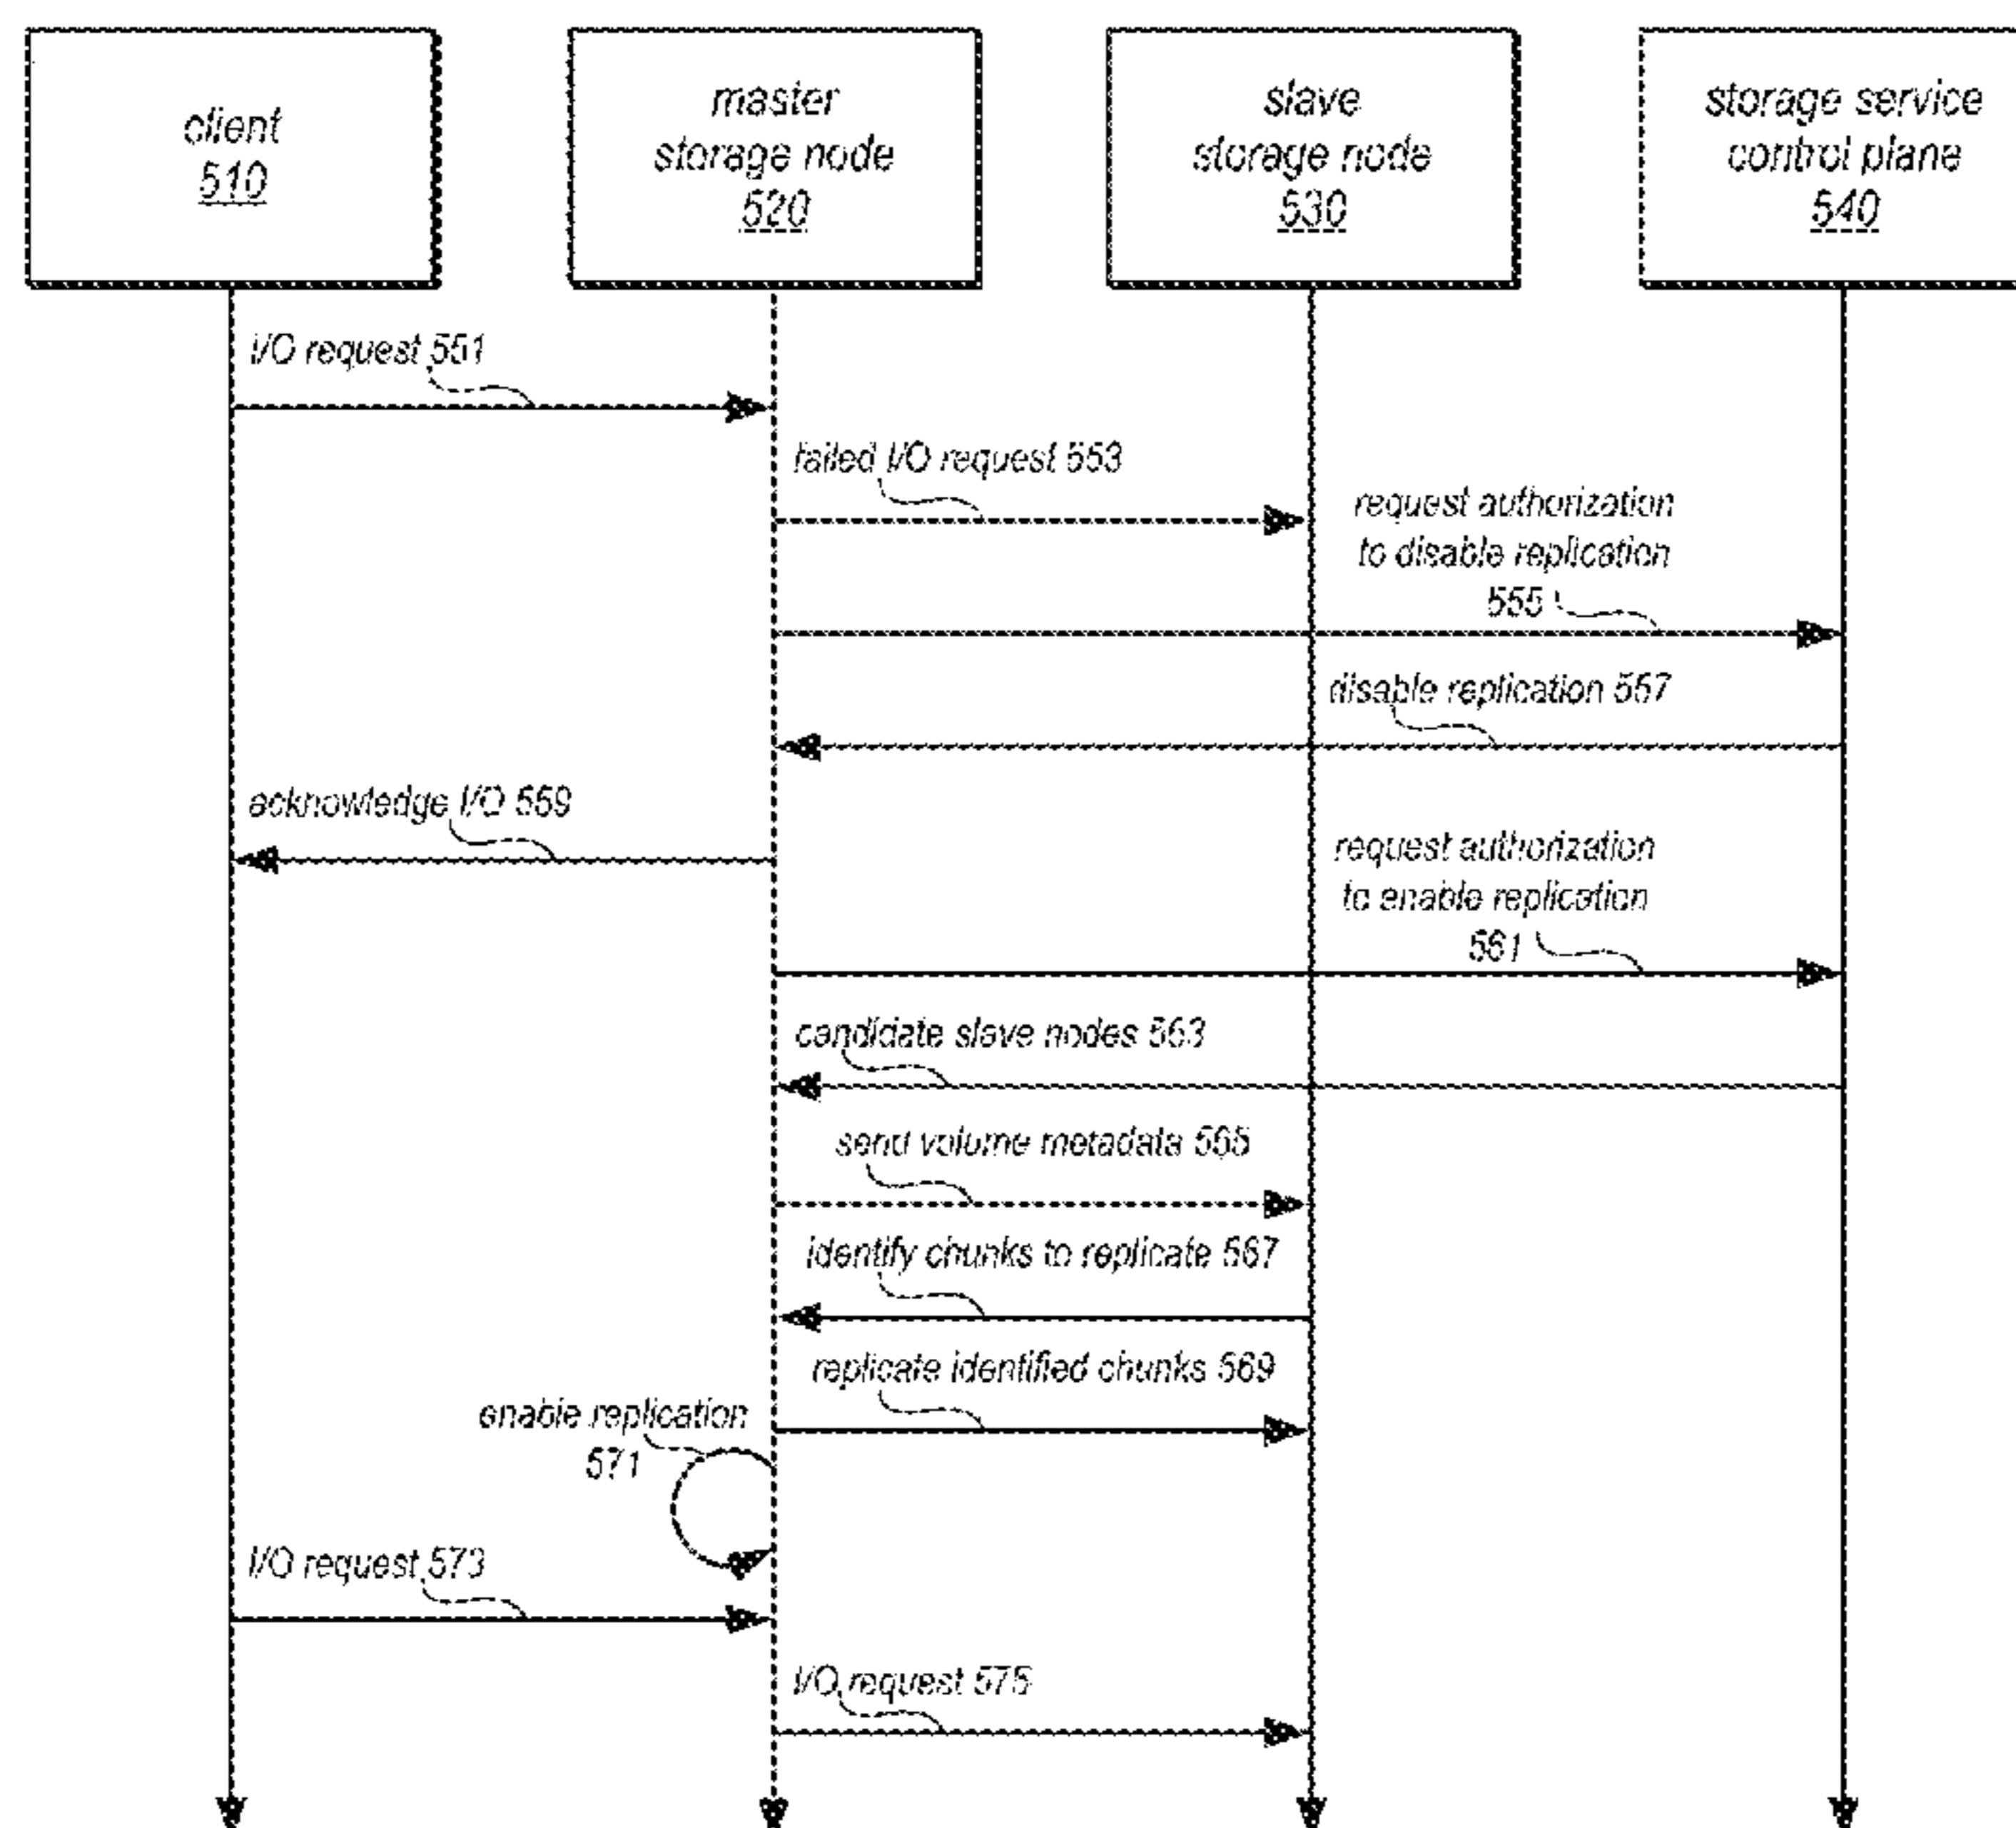 client
510
master
storage node
520
slave
storage node
530
storage service
control plane
540
I/O request 551
failed I/O request 553
request authorization
to disable replication
555
disable replication 557
acknowledge I/O 559
request authorization
to enable replication
561
candidate slave nodes 563
send volume metadata 565
identify chunks to replicate 567
replicate identified chunks 569
enable replication
571
I/O request 573
I/O request 575